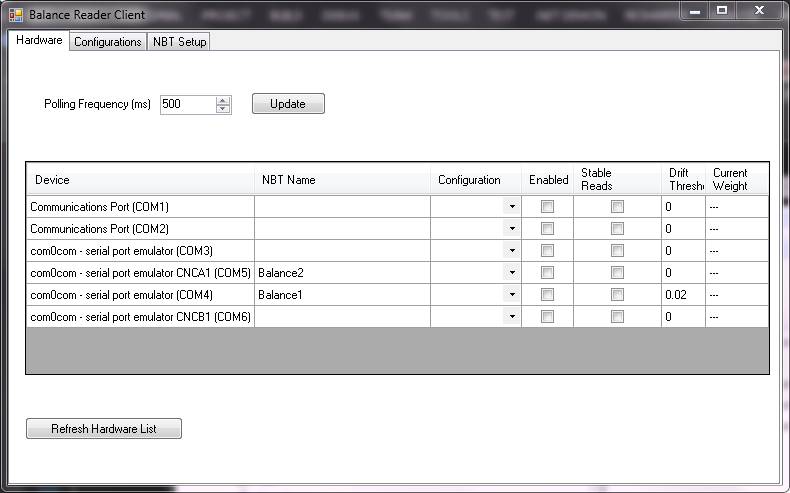 Balance Reader Client
Hardware Configurations NBT Setup
Polling Frequency (ms) 500 Update
Device NBT Name Configuration Enabled Stable Reads Drift Thresh Current Weight
Communications Port (COM1) 0 ---
Communications Port (COM2) 0 ---
com0com - serial port emulator (COM3) 0 ---
com0com - serial port emulator CNCA1 (COM5) Balance2 0 ---
com0com - serial port emulator (COM4) Balance1 0.02 ---
com0com - serial port emulator CNCB1 (COM6) 0 ---
Refresh Hardware List